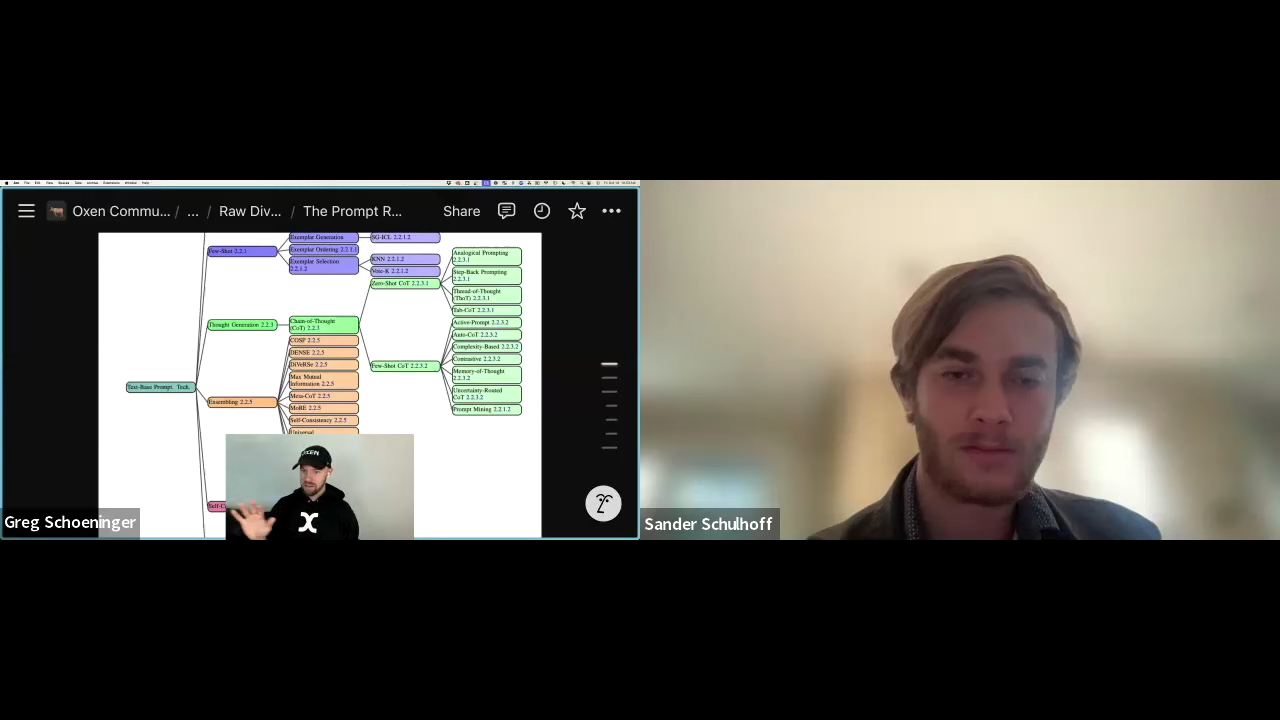 Oxen Commu... / ... / Raw Div... / The Prompt R...
Share
Exemplar Generation
SG-ICL 2.2.1.2
Few-Shot 2.2.1
Exemplar Ordering 2.2.1.1
Exemplar Selection
2.2.1.2
KNN 2.2.1.2
Vote-K 2.2.1.2
Analogical Prompting
2.2.3.1
Step-Back Prompting
2.2.3.1
Zero-Shot CoT 2.2.3.1
Thread-of-Thought
(ThoT) 2.2.3.1
Tab-CoT 2.2.3.1
Thought Generation 2.2.3
Chain-of-Thought
(CoT) 2.2.3
Active-Prompt 2.2.3.2
Auto-CoT 2.2.3.2
Complexity-Based 2.2.3.2
Contrastive 2.2.3.2
Few-Shot CoT 2.2.3.2
Memory-of-Thought
2.2.3.2
Uncertainty-Routed
CoT 2.2.3.2
Prompt Mining 2.2.1.2
COSP 2.2.5
DENSE 2.2.5
DiVeRSe 2.2.5
Max Mutual
Information 2.2.5
Meta-CoT 2.2.5
MoRE 2.2.5
Self-Consistency 2.2.5
Universal
Text-Base Prompt. Tech.
Ensembling 2.2.5
Greg Schoeninger
Sander Schulhoff